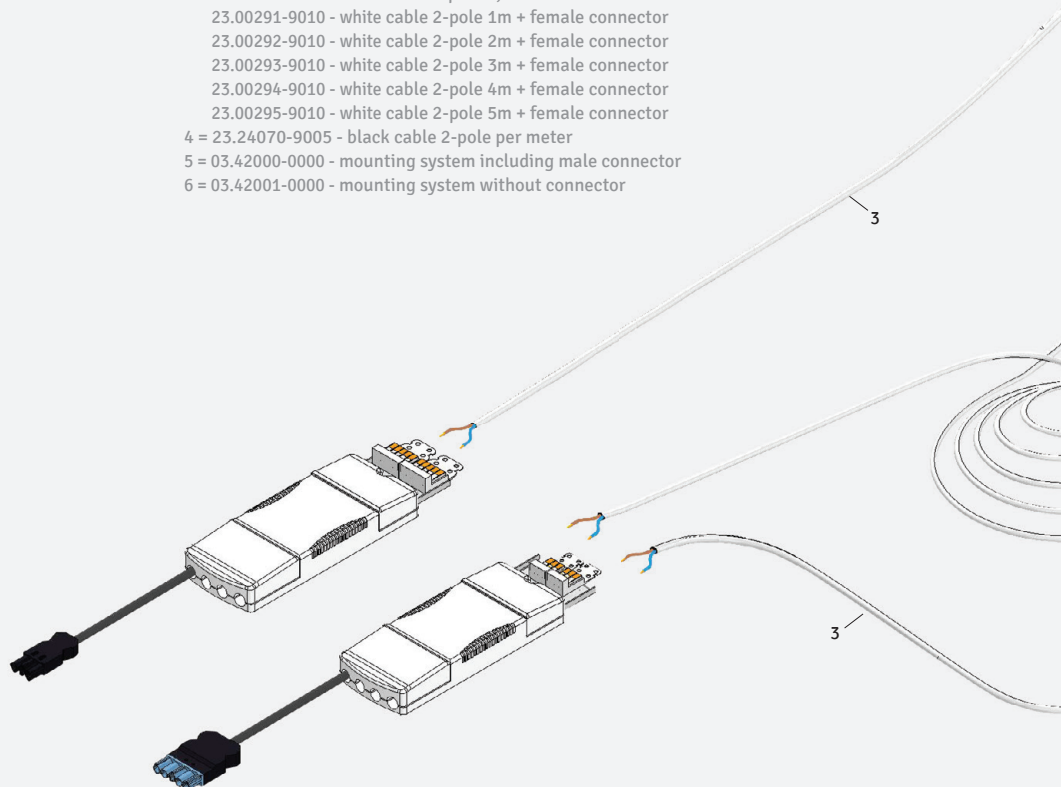 23.00291-9010 - white cable 2-pole 1m + female connector
23.00292-9010 - white cable 2-pole 2m + female connector
23.00293-9010 - white cable 2-pole 3m + female connector
23.00294-9010 - white cable 2-pole 4m + female connector
23.00295-9010 - white cable 2-pole 5m + female connector
4 = 23.24070-9005 - black cable 2-pole per meter
5 = 03.42000-0000 - mounting system including male connector
6 = 03.42001-0000 - mounting system without connector
3
3